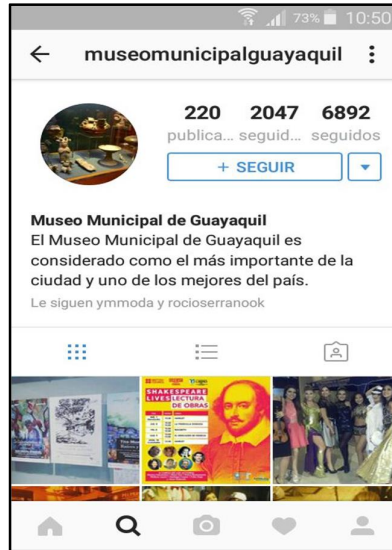 73% 10:50
museomunicipalguayaquil
220 2047 6892
publica... seguid... seguidos
+ SEGUIR
Museo Municipal de Guayaquil
El Museo Municipal de Guayaquil es
considerado como el más importante de la
ciudad y uno de los mejores del país.
Le siguen ymmoda y rocioserranook
SHAKESPEARE
LIVES LECTURA
DE OBRAS